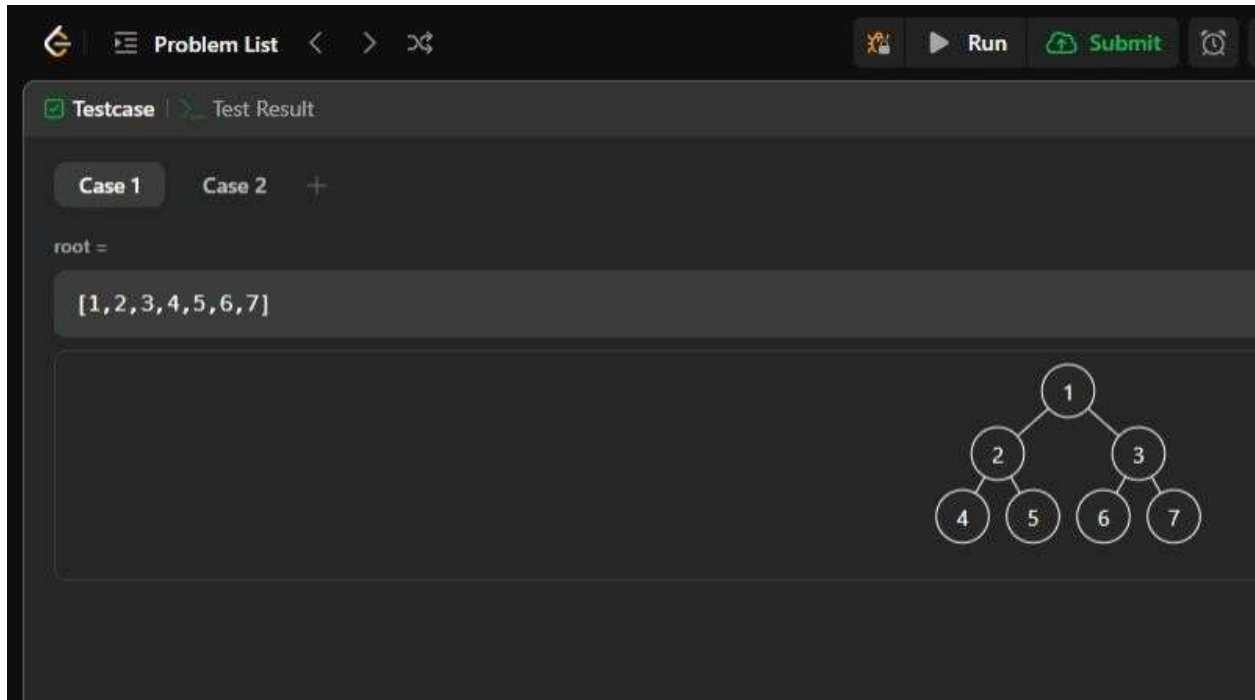 Problem List Run Submit
Testcase Test Result
Case 1 Case 2 +
root =
[1,2,3,4,5,6,7]
1
2 3
4 5 6 7